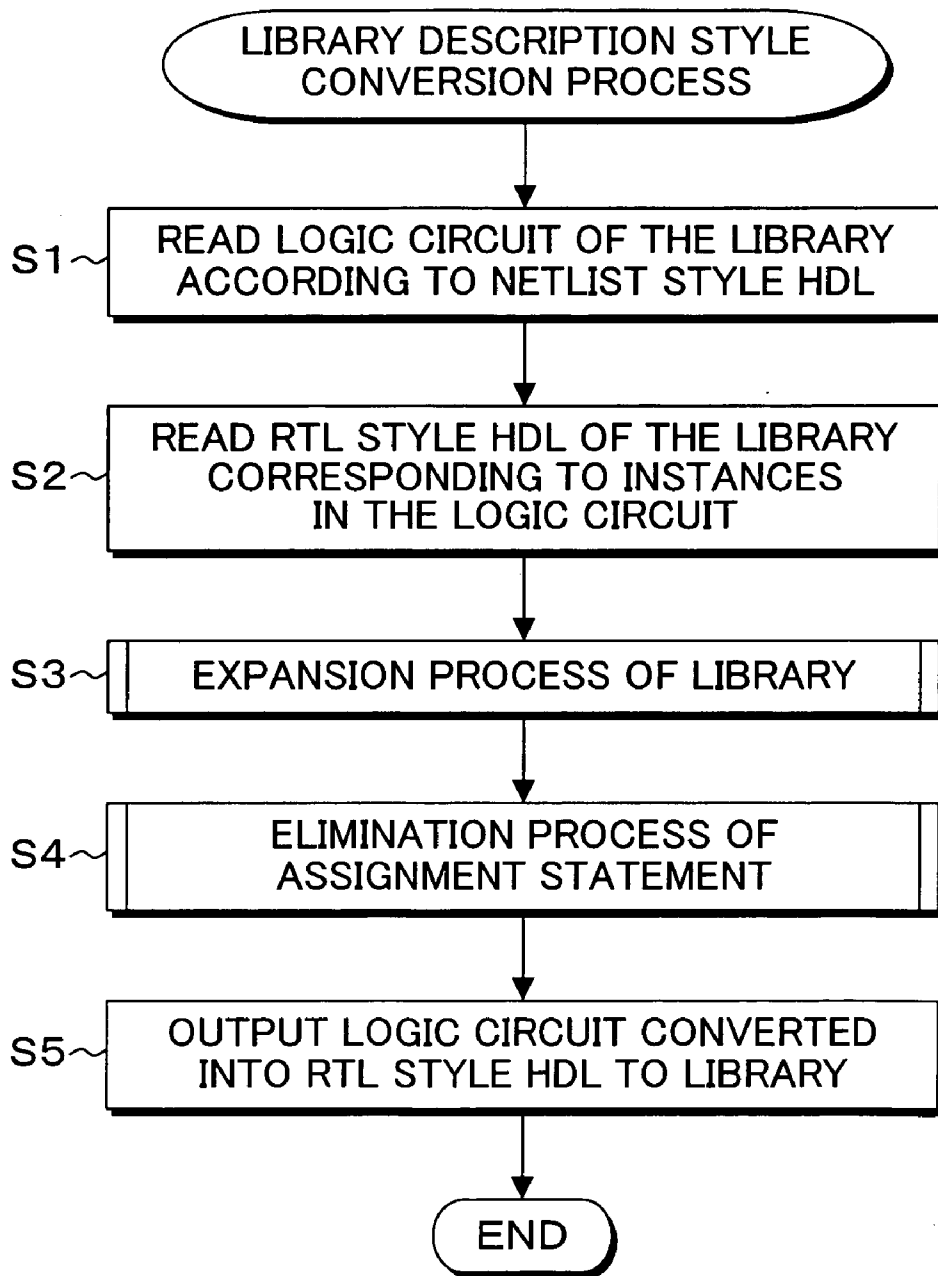 LIBRARY DESCRIPTION STYLE
CONVERSION PROCESS
S1
READ LOGIC CIRCUIT OF THE LIBRARY
ACCORDING TO NETLIST STYLE HDL
S2
READ RTL STYLE HDL OF THE LIBRARY
CORRESPONDING TO INSTANCES
IN THE LOGIC CIRCUIT
S3
EXPANSION PROCESS OF LIBRARY
S4
ELIMINATION PROCESS OF
ASSIGNMENT STATEMENT
S5
OUTPUT LOGIC CIRCUIT CONVERTED
INTO RTL STYLE HDL TO LIBRARY
END